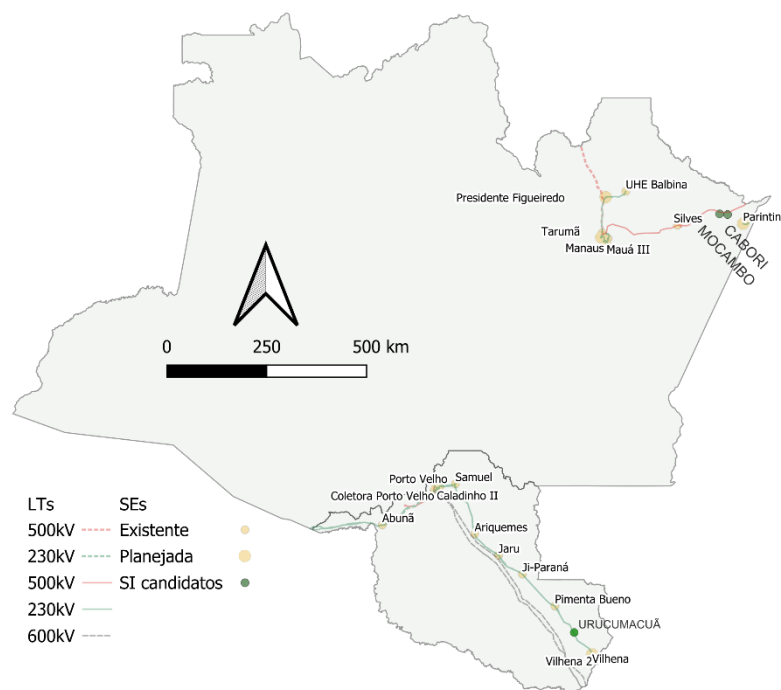 UHE Balbina
Presidente Figueiredo
Silves
Parintin
Tarumã
CABORI
Manaus
Mauá III
MOCAMBO
0 250 500 km
Porto Velho
Samuel
Coletora Porto Velho
Caladinho II
Abunã
Ariquemes
Jaru
Ji-Paraná
Pimenta Bueno
URUCUMACUÃ
Vilhena 2
Vilhena
LTs SEs
500kV Existente
230kV Planejada
500kV SI candidatos
230kV
600kV